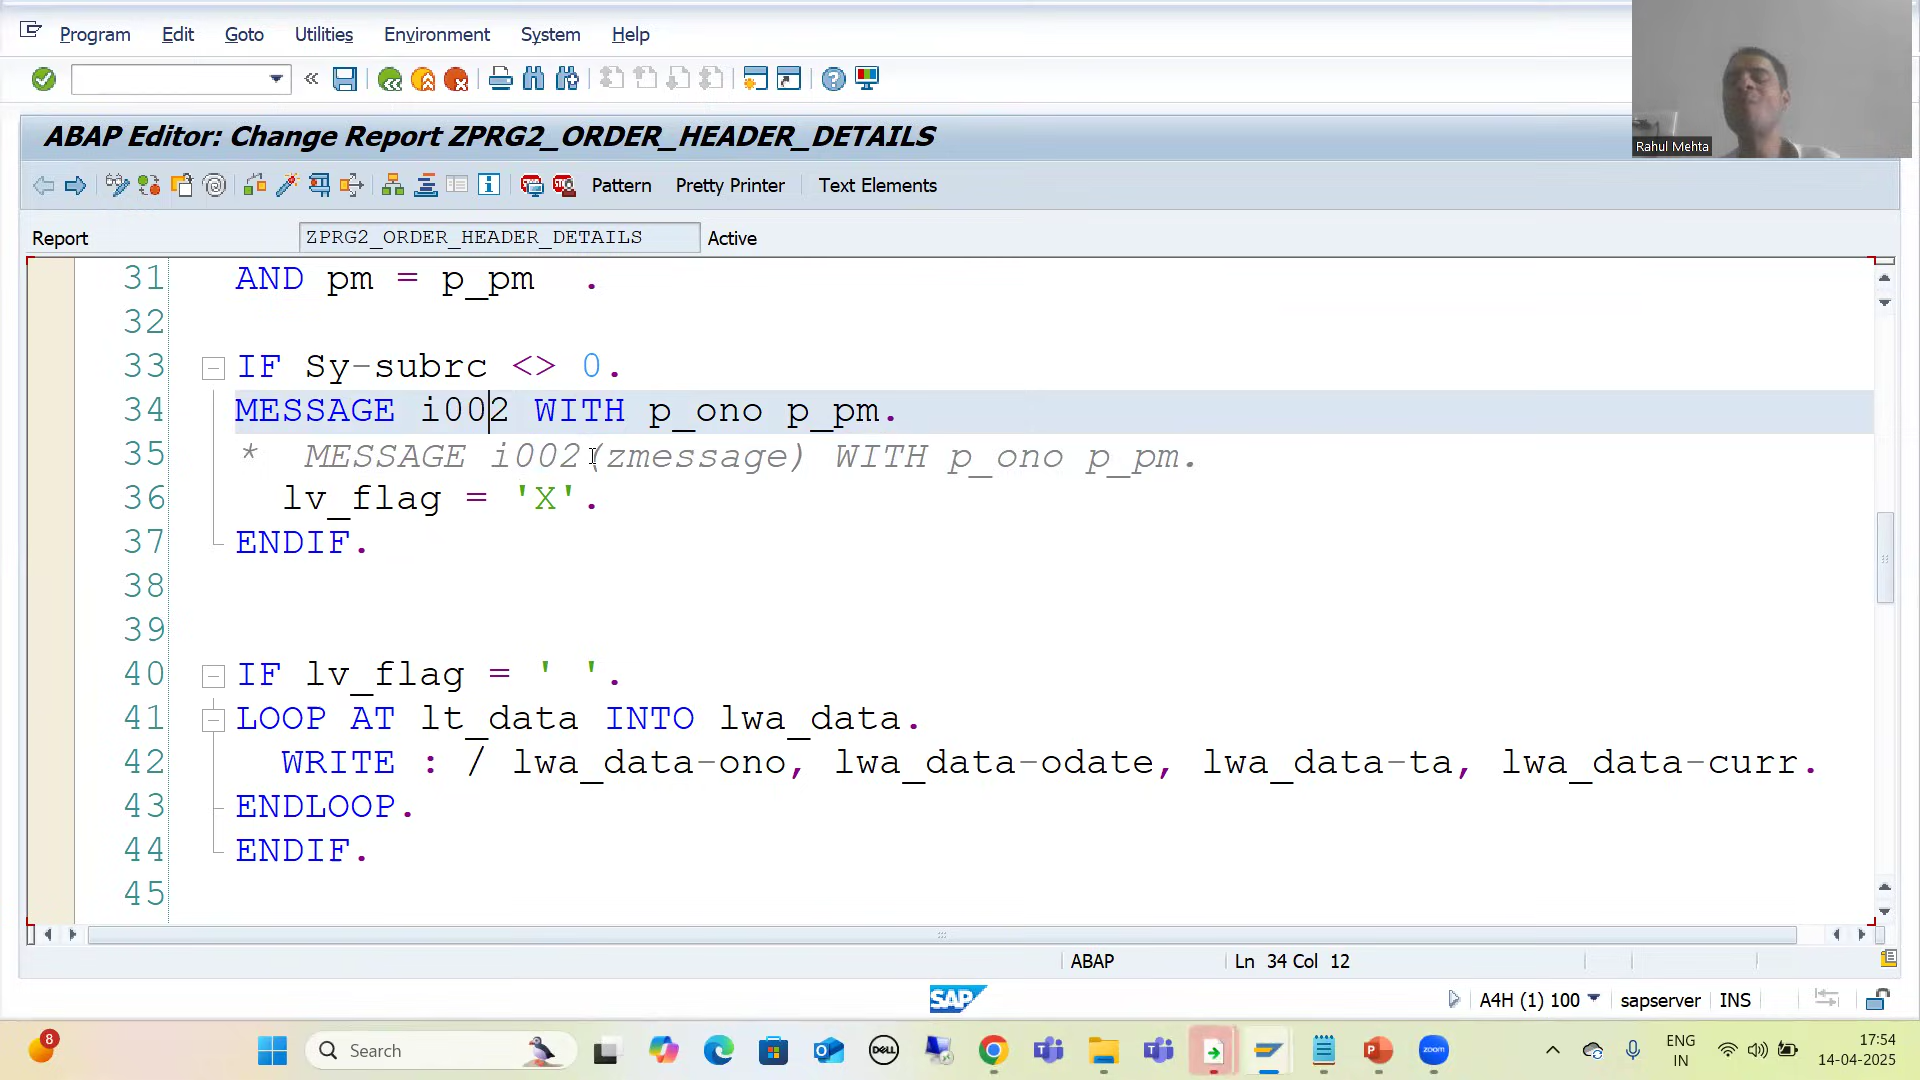 Program Edit Goto Utilities Environment System Help
Rahul Mehta
ABAP Editor: Change Report ZPRG2_ORDER_HEADER_DETAILS
Pattern Pretty Printer Text Elements
Report ZPRG2_ORDER_HEADER_DETAILS Active
31 AND pm = p_pm .
32
33 IF Sy-subrc <> 0.
34 MESSAGE i002 WITH p_ono p_pm.
35 * MESSAGE i002(zmessage) WITH p_ono p_pm.
36 lv_flag = 'X'.
37 ENDIF.
38
39
40 IF lv_flag = ' '.
41 LOOP AT lt_data INTO lwa_data.
42 WRITE : / lwa_data-ono, lwa_data-odate, lwa_data-ta, lwa_data-curr.
43 ENDLOOP.
44 ENDIF.
45
ABAP Ln 34 Col 12
SAP A4H (1) 100 sapserver INS
8 Search DELL zoom ENG IN 17:54 14-04-2025